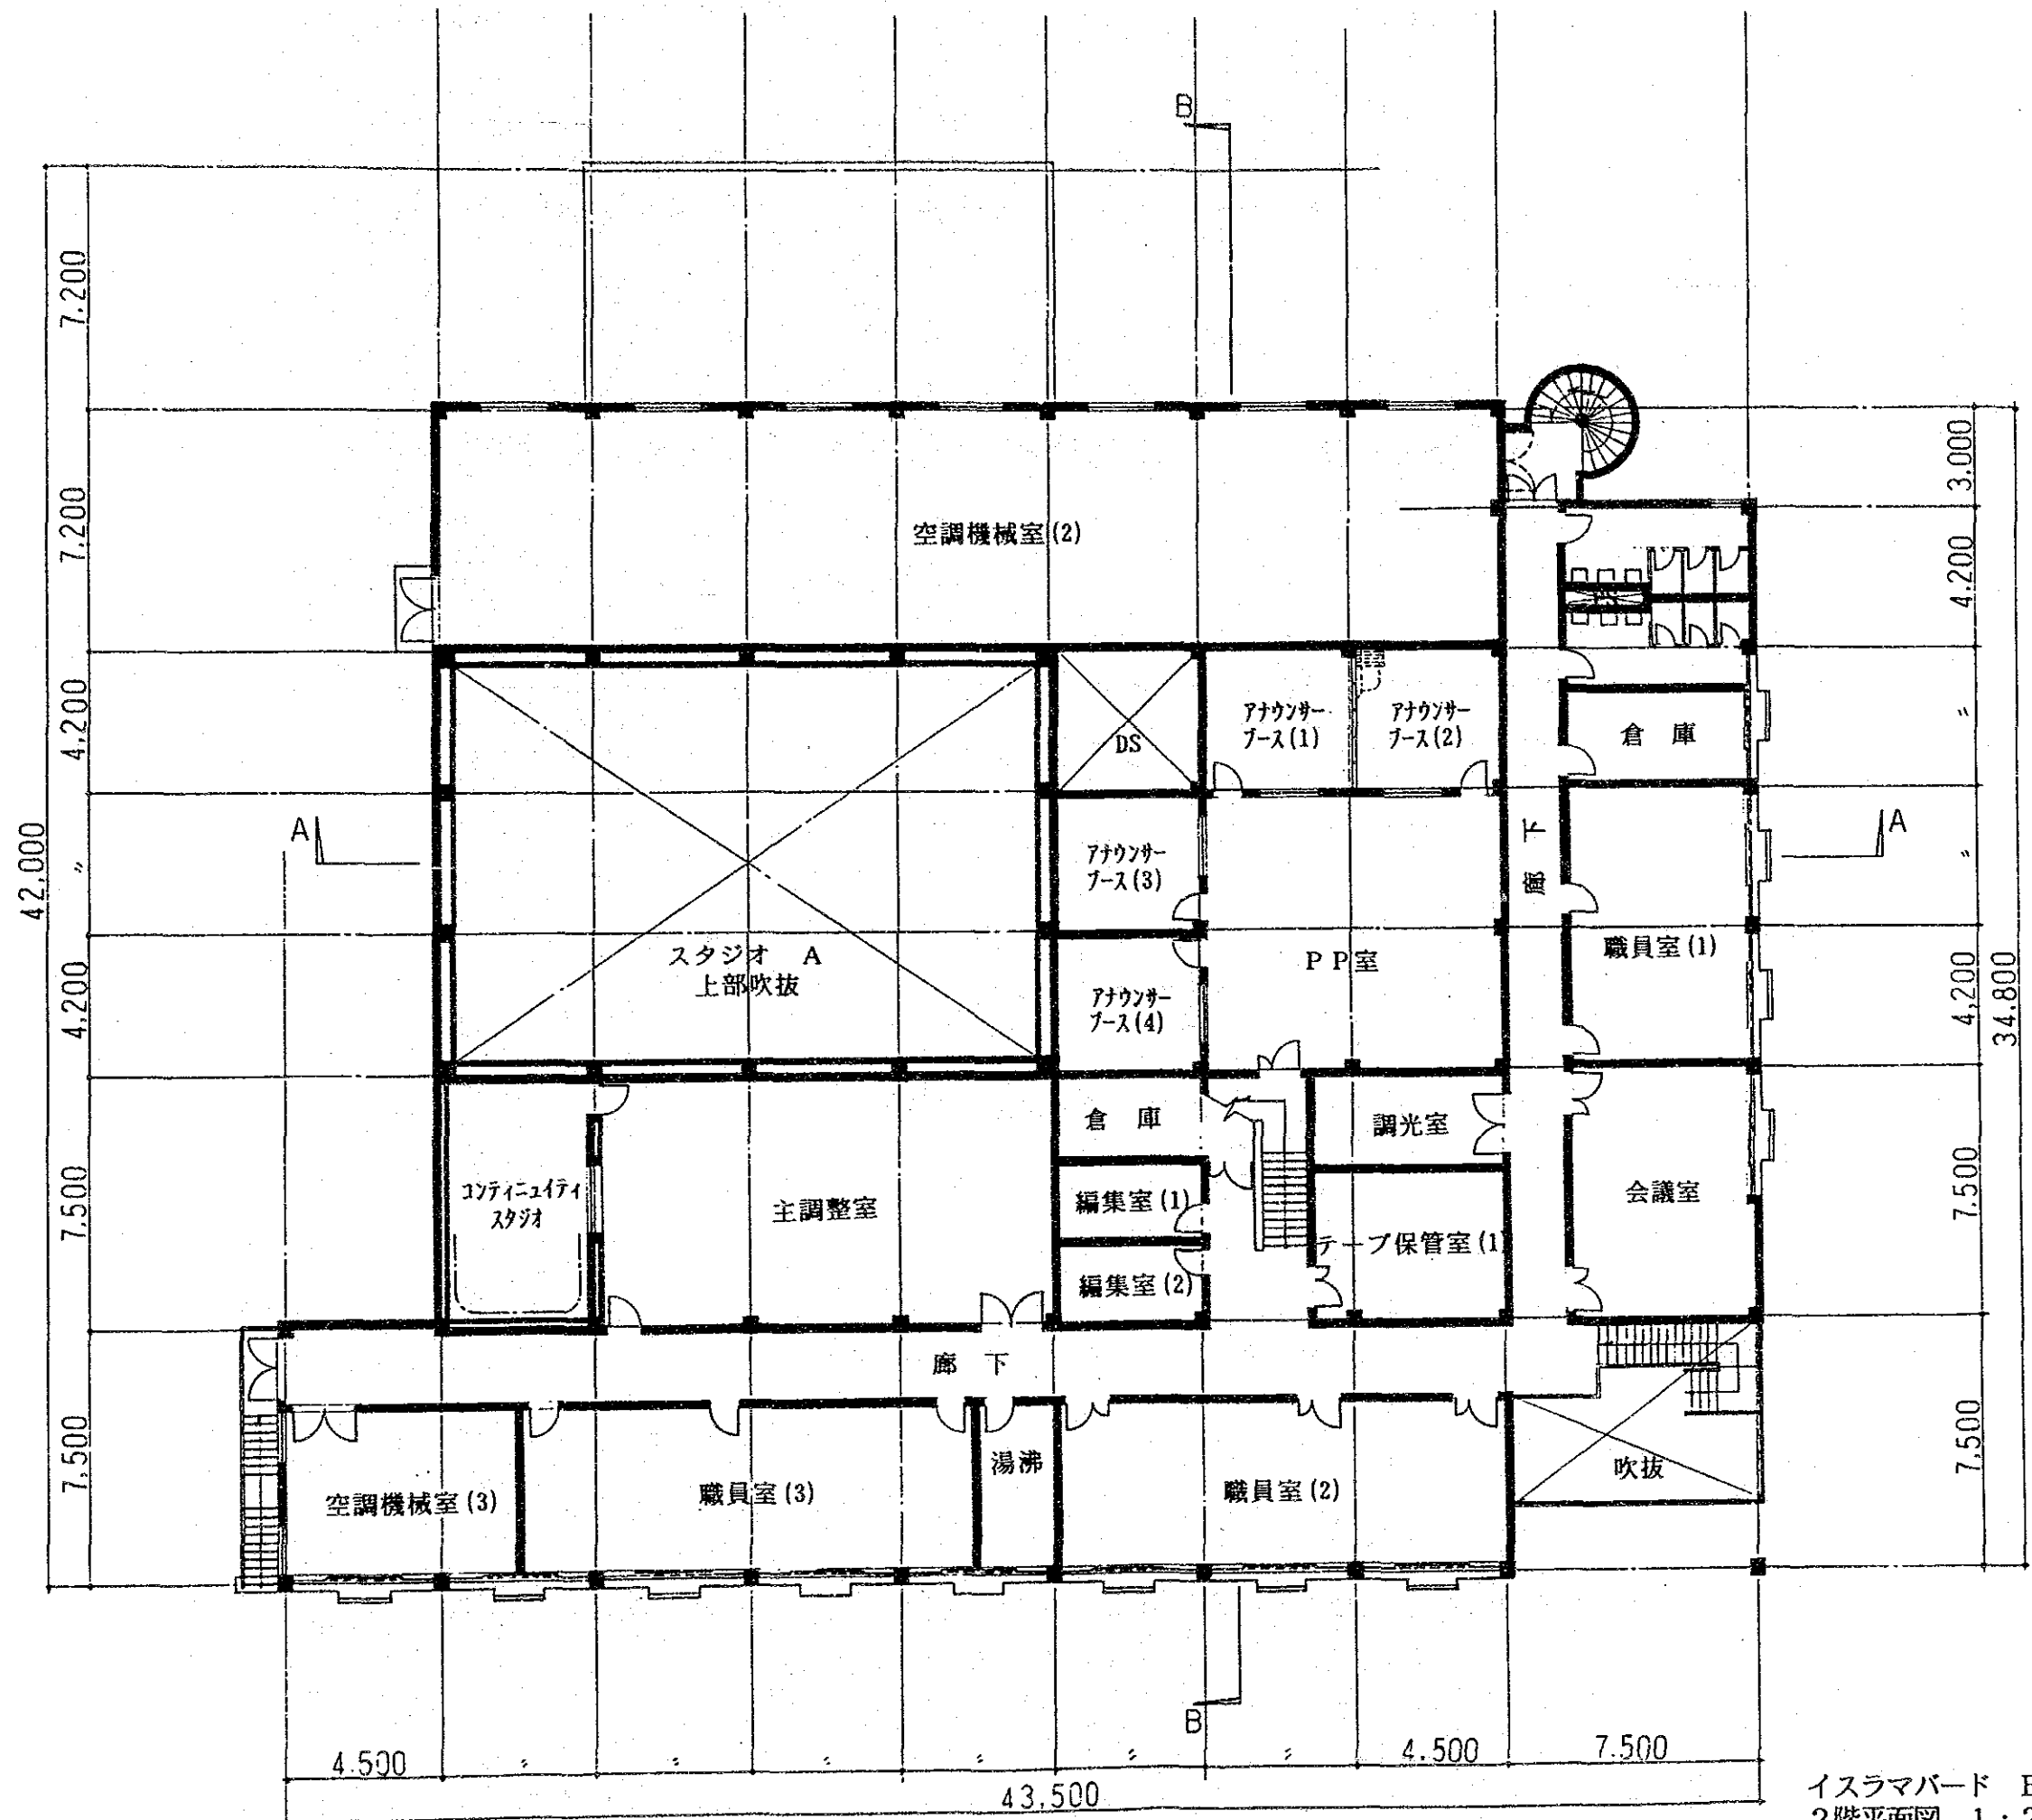 B
7.200
3.000
7,200
空調機械室(2)
4.200
4,200
アナウンサー
ブース(1)
アナウンサー
ブース(2)
DS
倉 庫
〃
42,000
〃
A
アナウンサー
ブース(3)
廊 下
〃
A
スタジオ A
上部吹抜
PP室
職員室(1)
4,200
アナウンサー
ブース(4)
4,200
34.800
倉 庫
調光室
7,500
コンティニュイティ
スタジオ
主調整室
編集室(1)
会議室
7.500
テープ保管室(1
編集室(2)
廊 下
7,500
空調機械室(3)
職員室(3)
湯沸
職員室(2)
吹抜
7,500
B
4.500
〃
〃
〃
〃
〃
〃
4.500
7.500
43,500
イスラマバード
2階平面図 1: